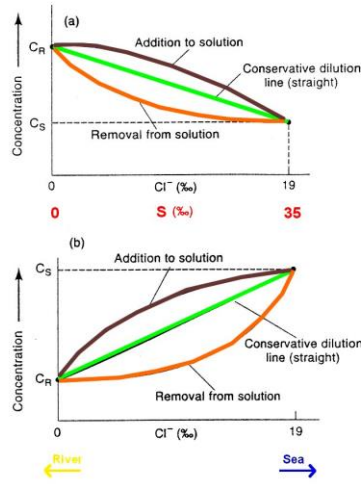 (a)
C_R
Addition to solution
Conservative dilution
line (straight)
Concentration
C_S
Removal from solution
0
19
Cl⁻ (‰)
0
S (‰)
35
(b)
C_S
Addition to solution
Concentration
Conservative dilution
line (straight)
C_R
Removal from solution
0
Cl⁻ (‰)
19
River
Sea